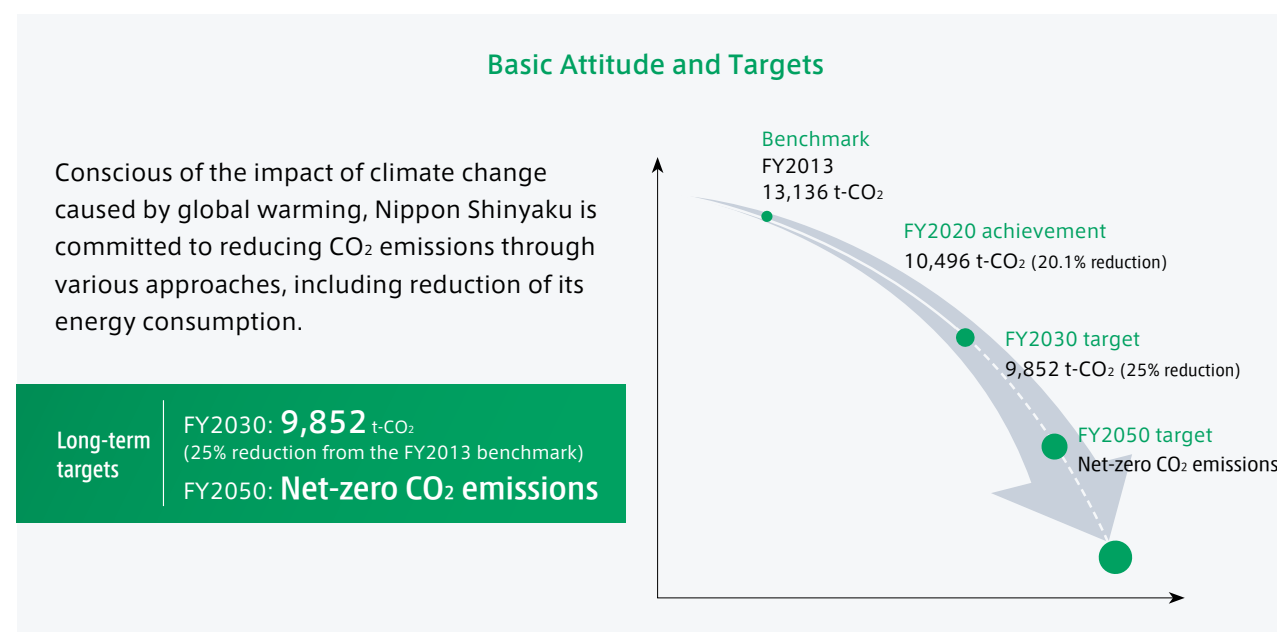 Basic Attitude and Targets
Conscious of the impact of climate change
caused by global warming, Nippon Shinyaku is
committed to reducing CO₂ emissions through
various approaches, including reduction of its
energy consumption.
Long-term
targets
FY2030: 9,852 t-CO₂
(25% reduction from the FY2013 benchmark)
FY2050: Net-zero CO₂ emissions
Benchmark
FY2013
13,136 t-CO₂
FY2020 achievement
10,496 t-CO₂ (20.1% reduction)
FY2030 target
9,852 t-CO₂ (25% reduction)
FY2050 target
Net-zero CO₂ emissions